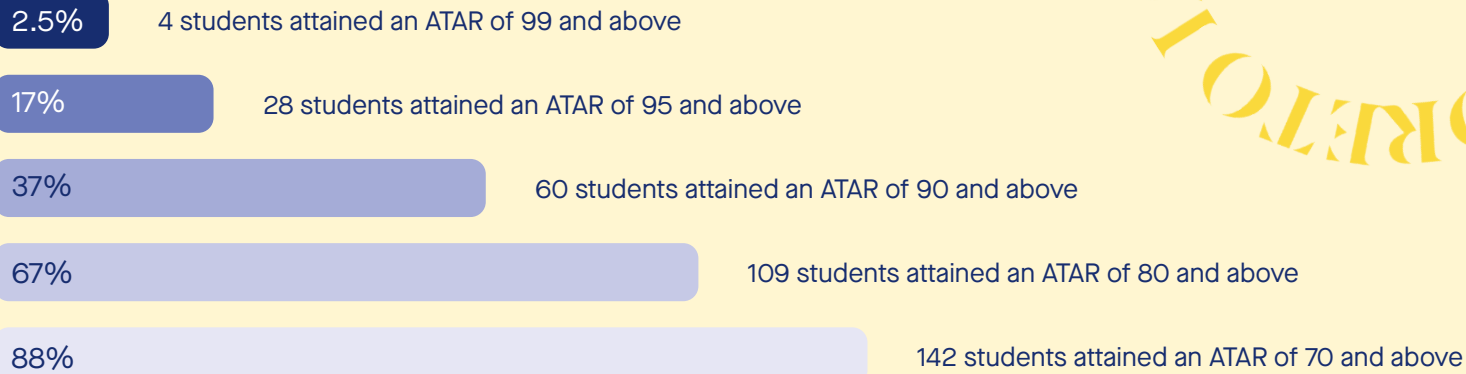 2.5% 4 students attained an ATAR of 99 and above
17% 28 students attained an ATAR of 95 and above
37% 60 students attained an ATAR of 90 and above
67% 109 students attained an ATAR of 80 and above
88% 142 students attained an ATAR of 70 and above